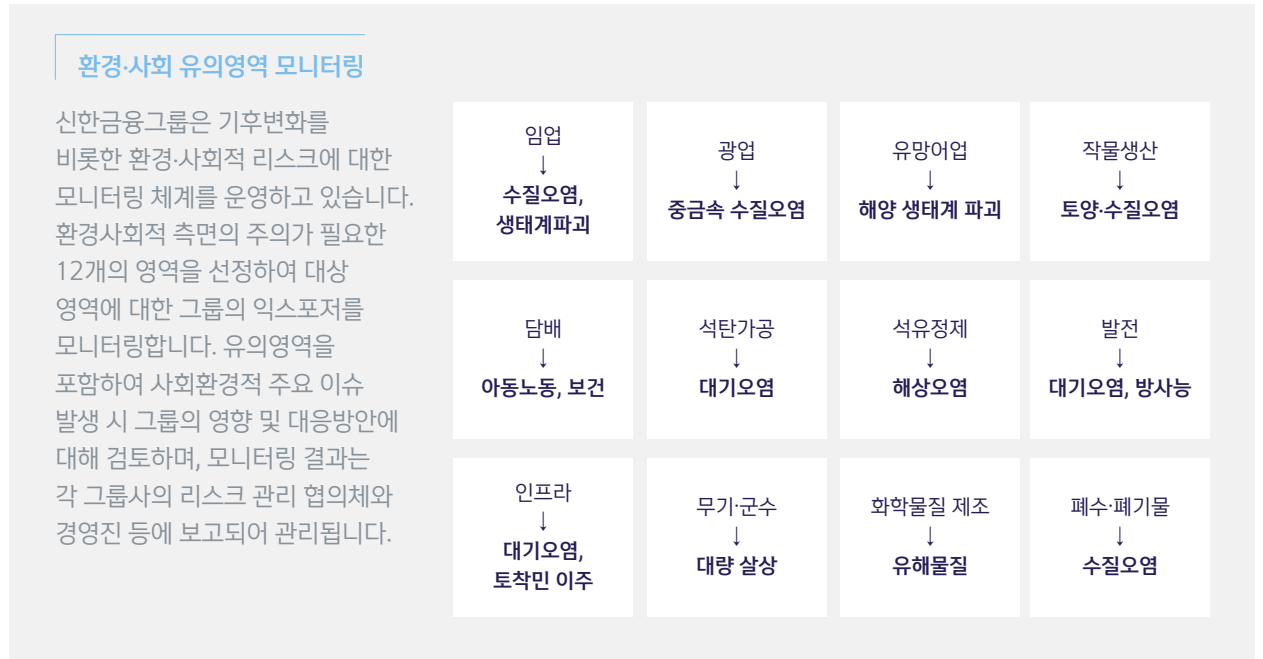 환경·사회 유의영역 모니터링
신한금융그룹은 기후변화를
비롯한 환경·사회적 리스크에 대한
모니터링 체계를 운영하고 있습니다.
환경사회적 측면의 주의가 필요한
12개의 영역을 선정하여 대상
영역에 대한 그룹의 익스포저를
모니터링합니다. 유의영역을
포함하여 사회환경적 주요 이슈
발생 시 그룹의 영향 및 대응방안에
대해 검토하며, 모니터링 결과는
각 그룹사의 리스크 관리 협의체와
경영진 등에 보고되어 관리됩니다.
임업
↓
수질오염,
생태계파괴
광업
↓
중금속 수질오염
유망어업
↓
해양 생태계 파괴
작물생산
↓
토양·수질오염
담배
↓
아동노동, 보건
석탄가공
↓
대기오염
석유정제
↓
해상오염
발전
↓
대기오염, 방사능
인프라
↓
대기오염,
토착민 이주
무기·군수
↓
대량 살상
화학물질 제조
↓
유해물질
폐수·폐기물
↓
수질오염